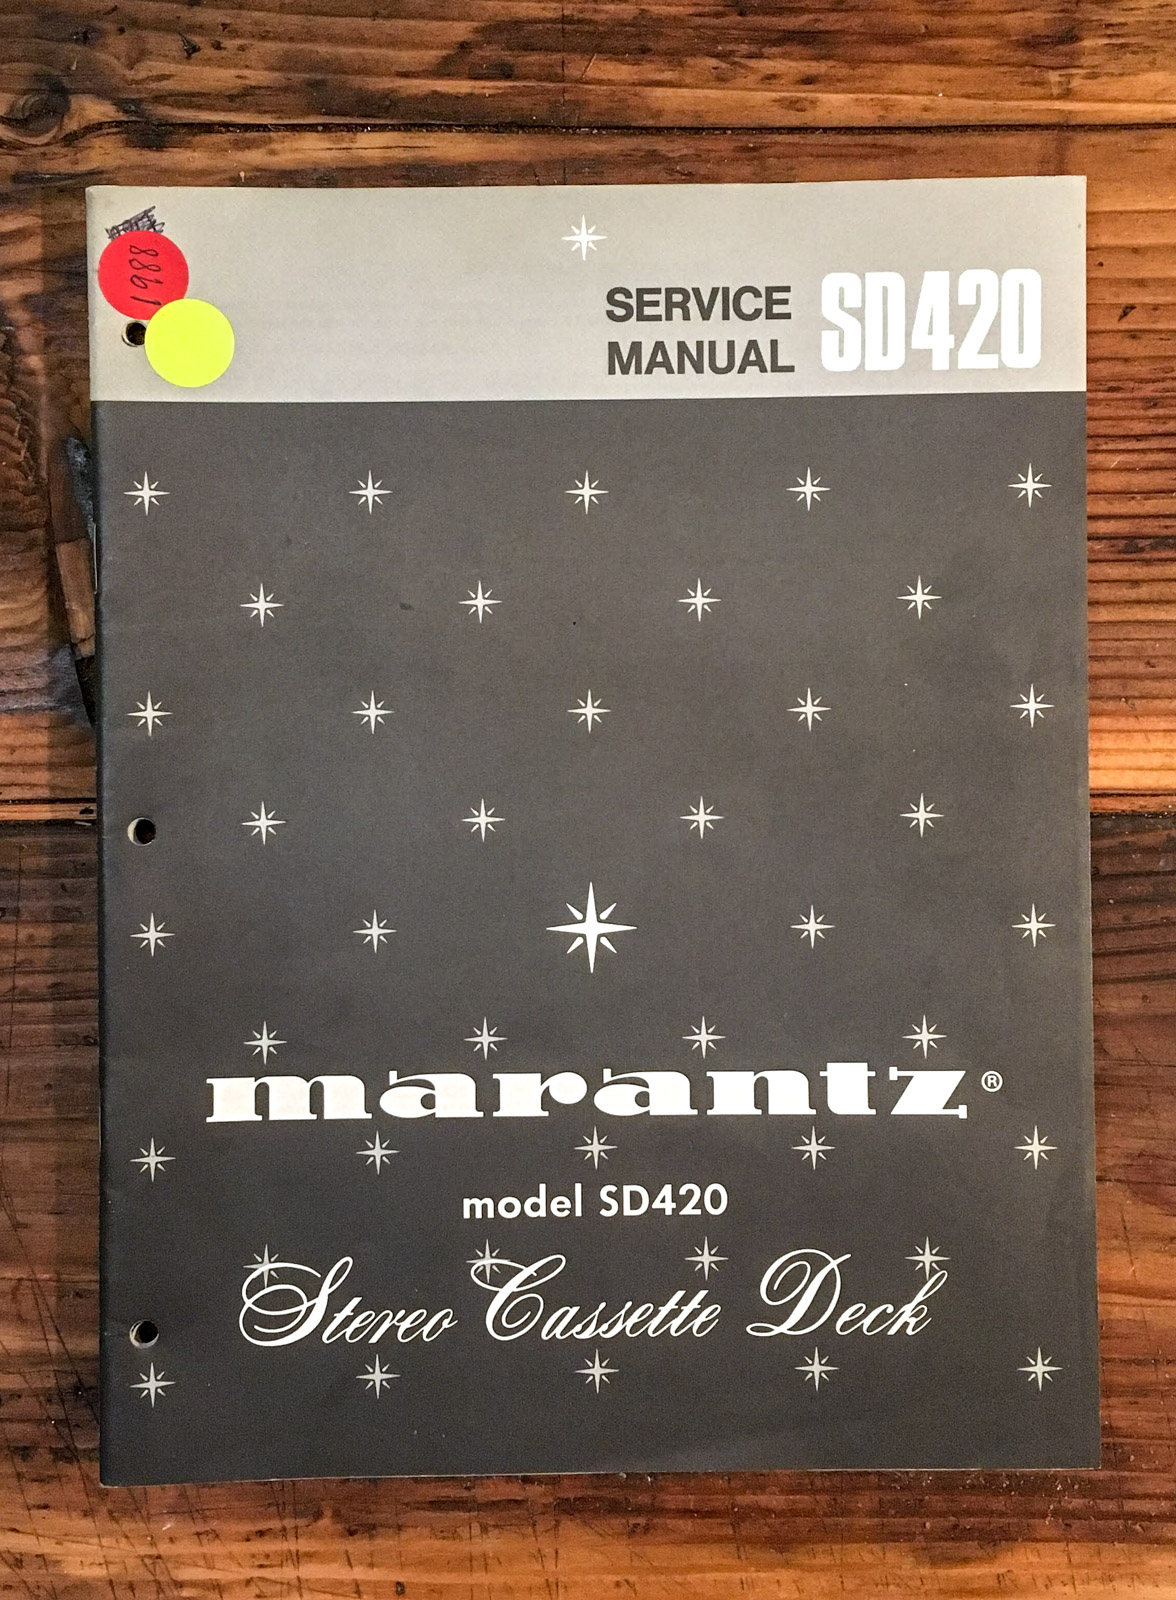 1988
SERVICE
MANUAL
SD420
marantz®
model SD420
Stereo Cassette Deck